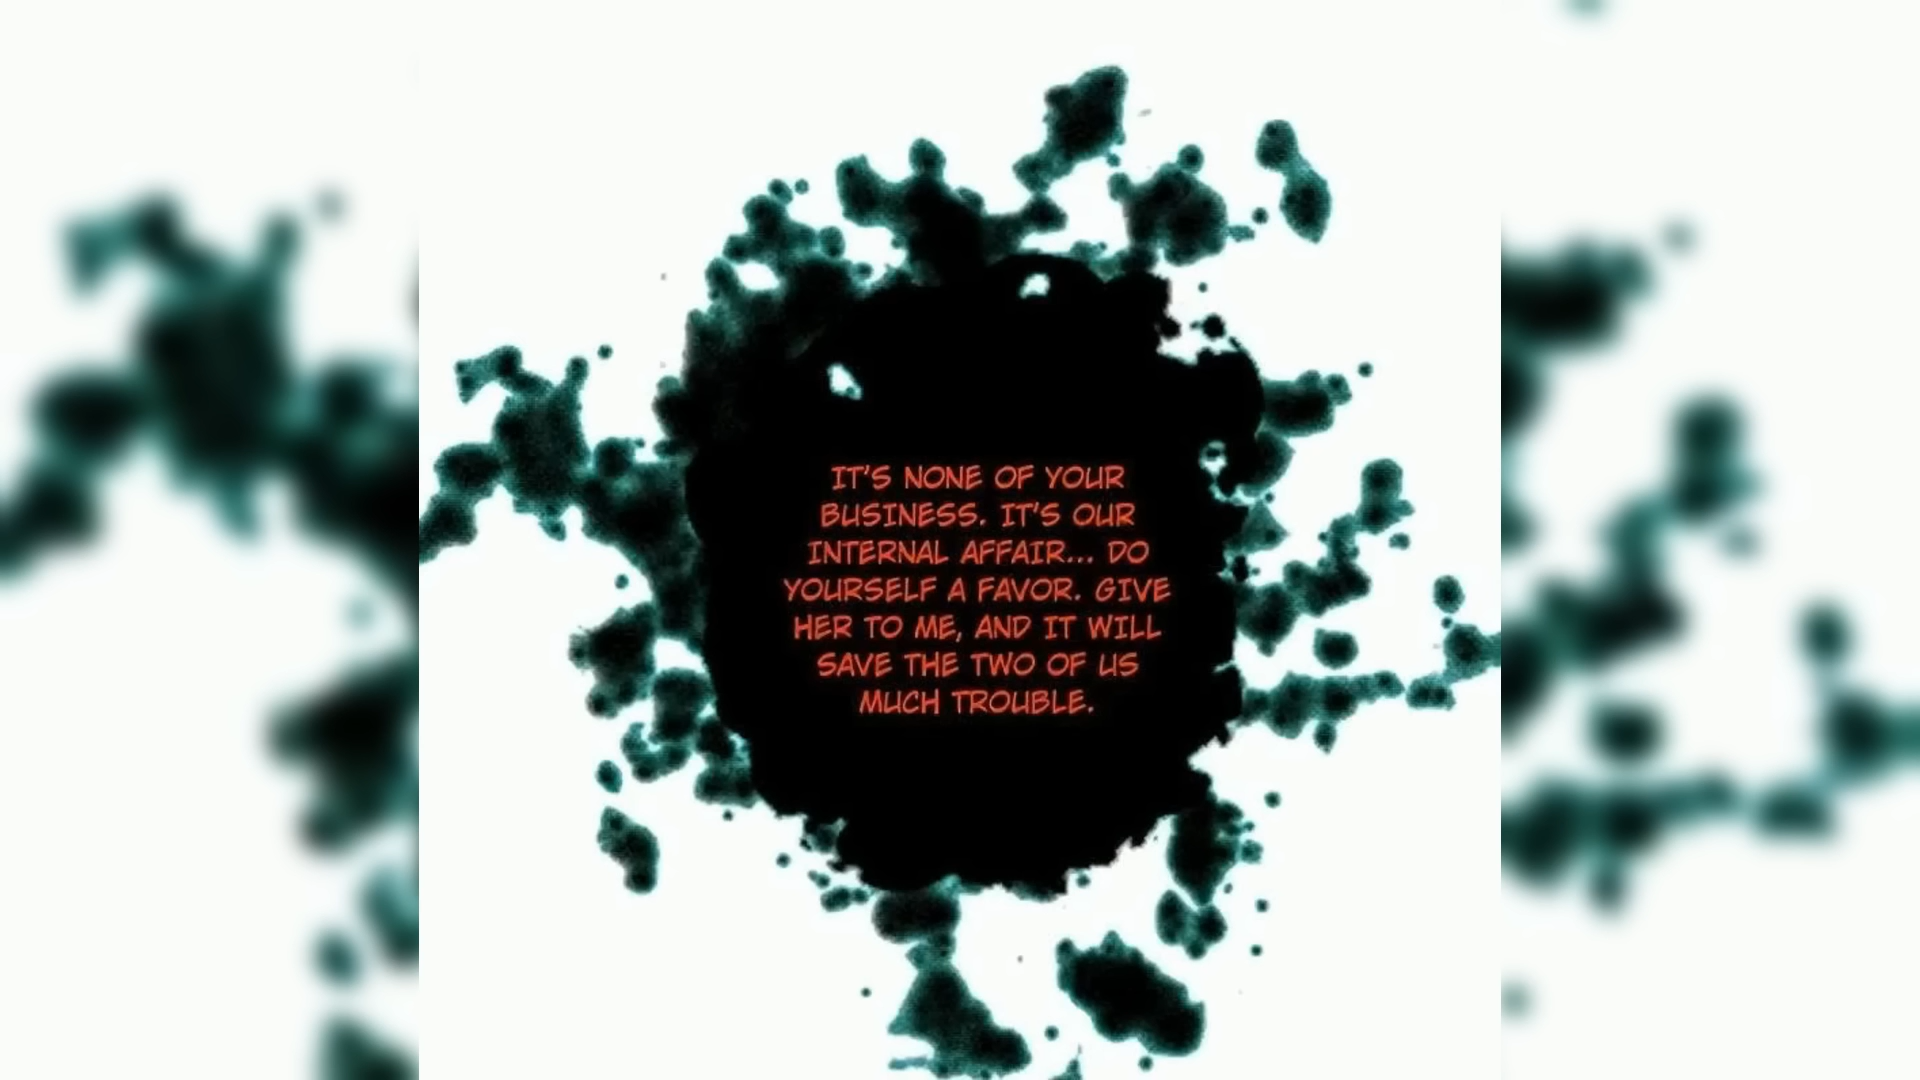 IT'S NONE OF YOUR
BUSINESS. IT'S OUR
INTERNAL AFFAIR... DO
YOURSELF A FAVOR. GIVE
HER TO ME, AND IT WILL
SAVE THE TWO OF US
MUCH TROUBLE.